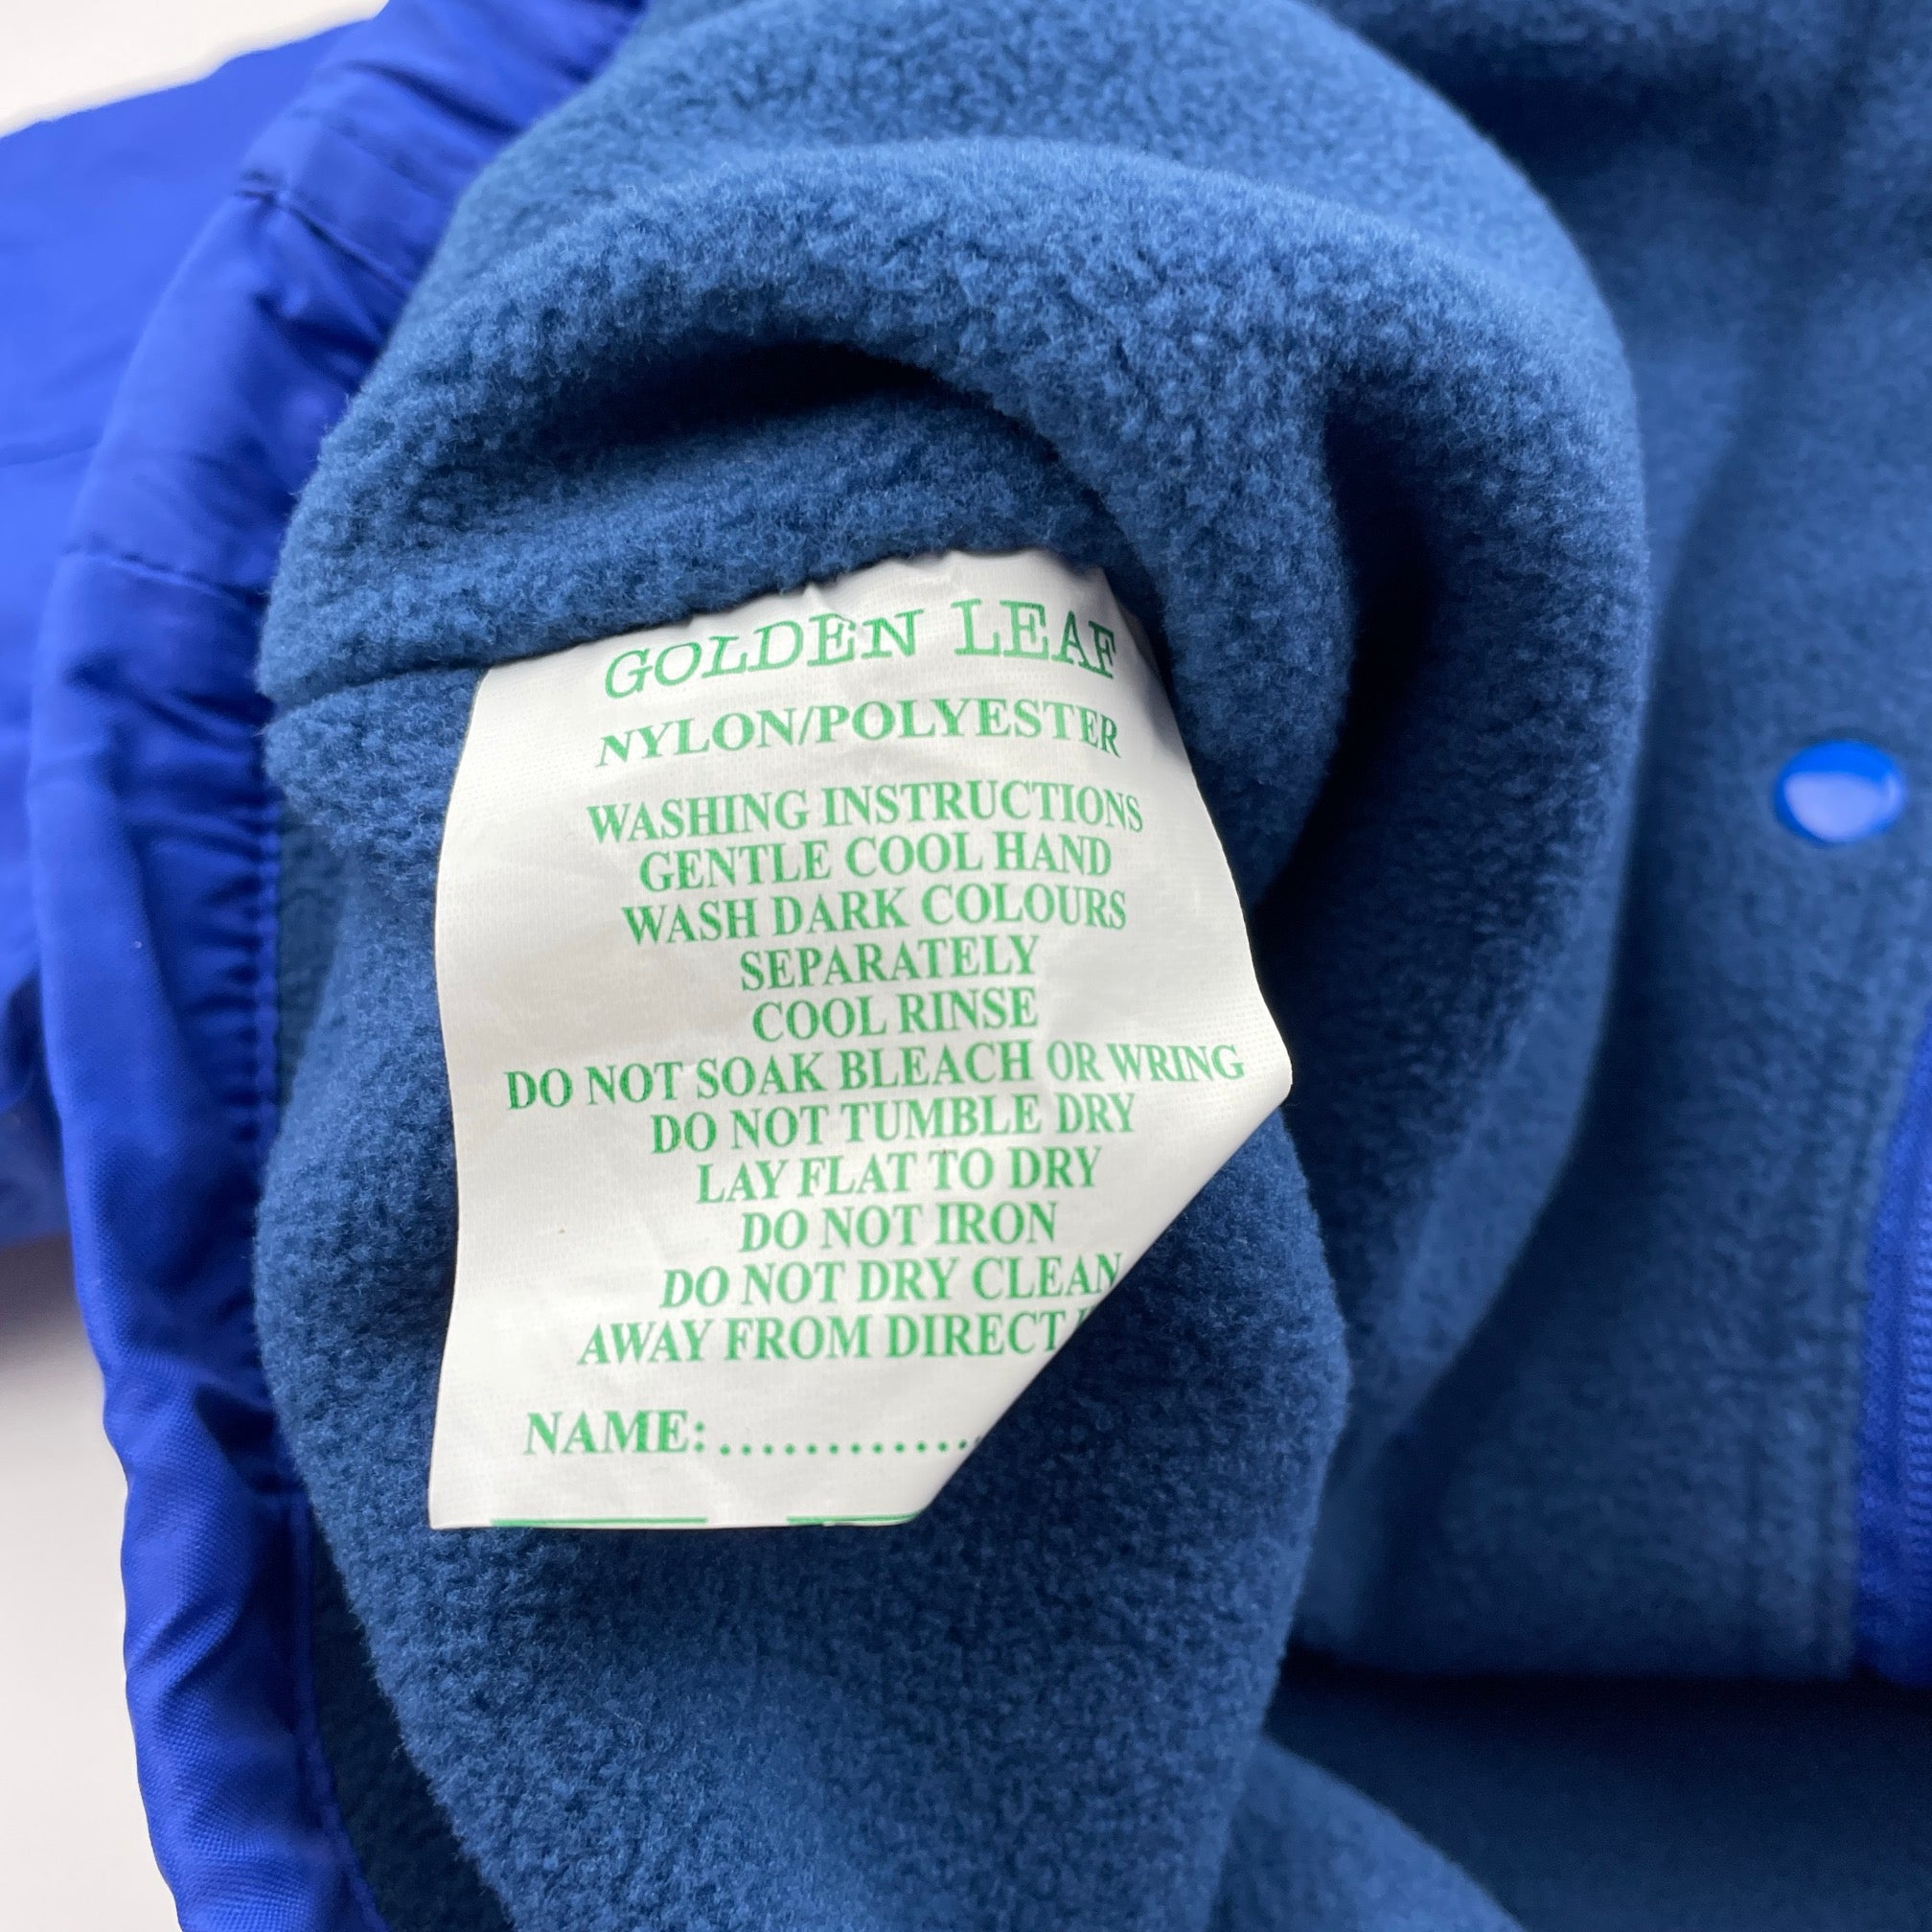 GOLDEN LEAF
NYLON/POLYESTER
WASHING INSTRUCTIONS
GENTLE COOL HAND
WASH DARK COLOURS
SEPARATELY
COOL RINSE
DO NOT SOAK BLEACH OR WRING
DO NOT TUMBLE DRY
LAY FLAT TO DRY
DO NOT IRON
DO NOT DRY CLEAN
AWAY FROM DIRECT
NAME:.............